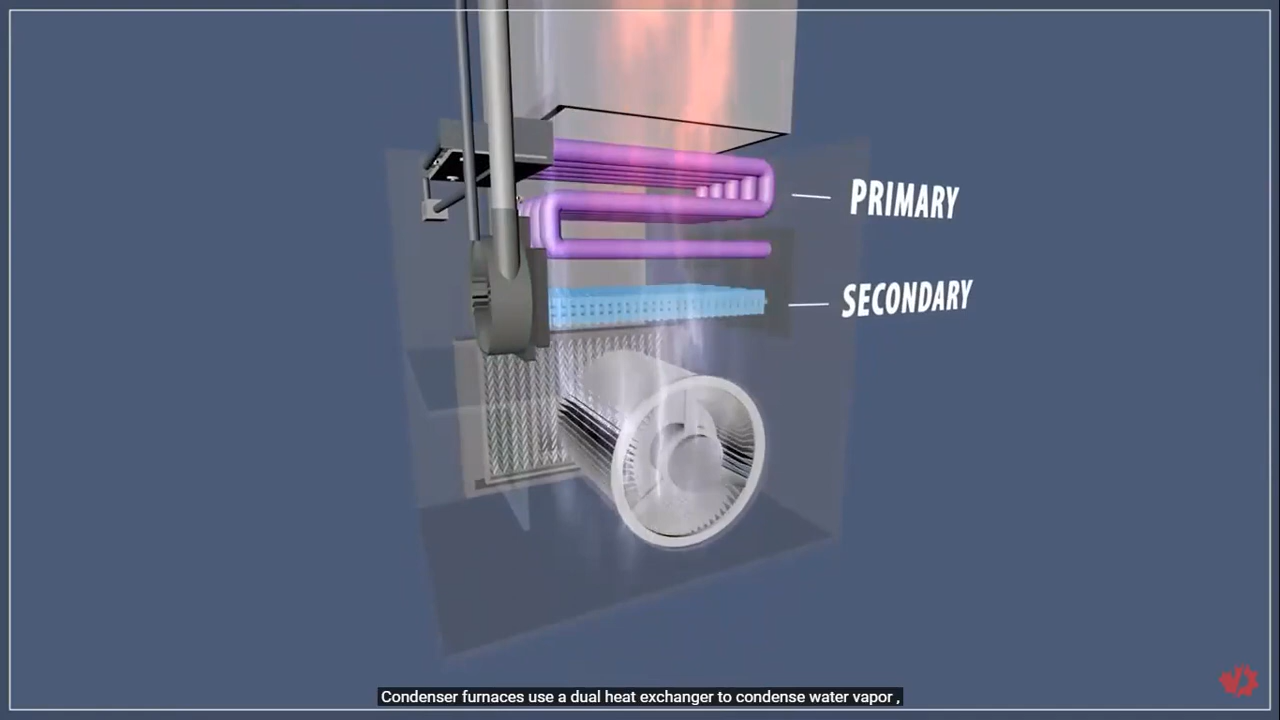 PRIMARY
SECONDARY
Condenser furnaces use a dual heat exchanger to condense water vapor ,